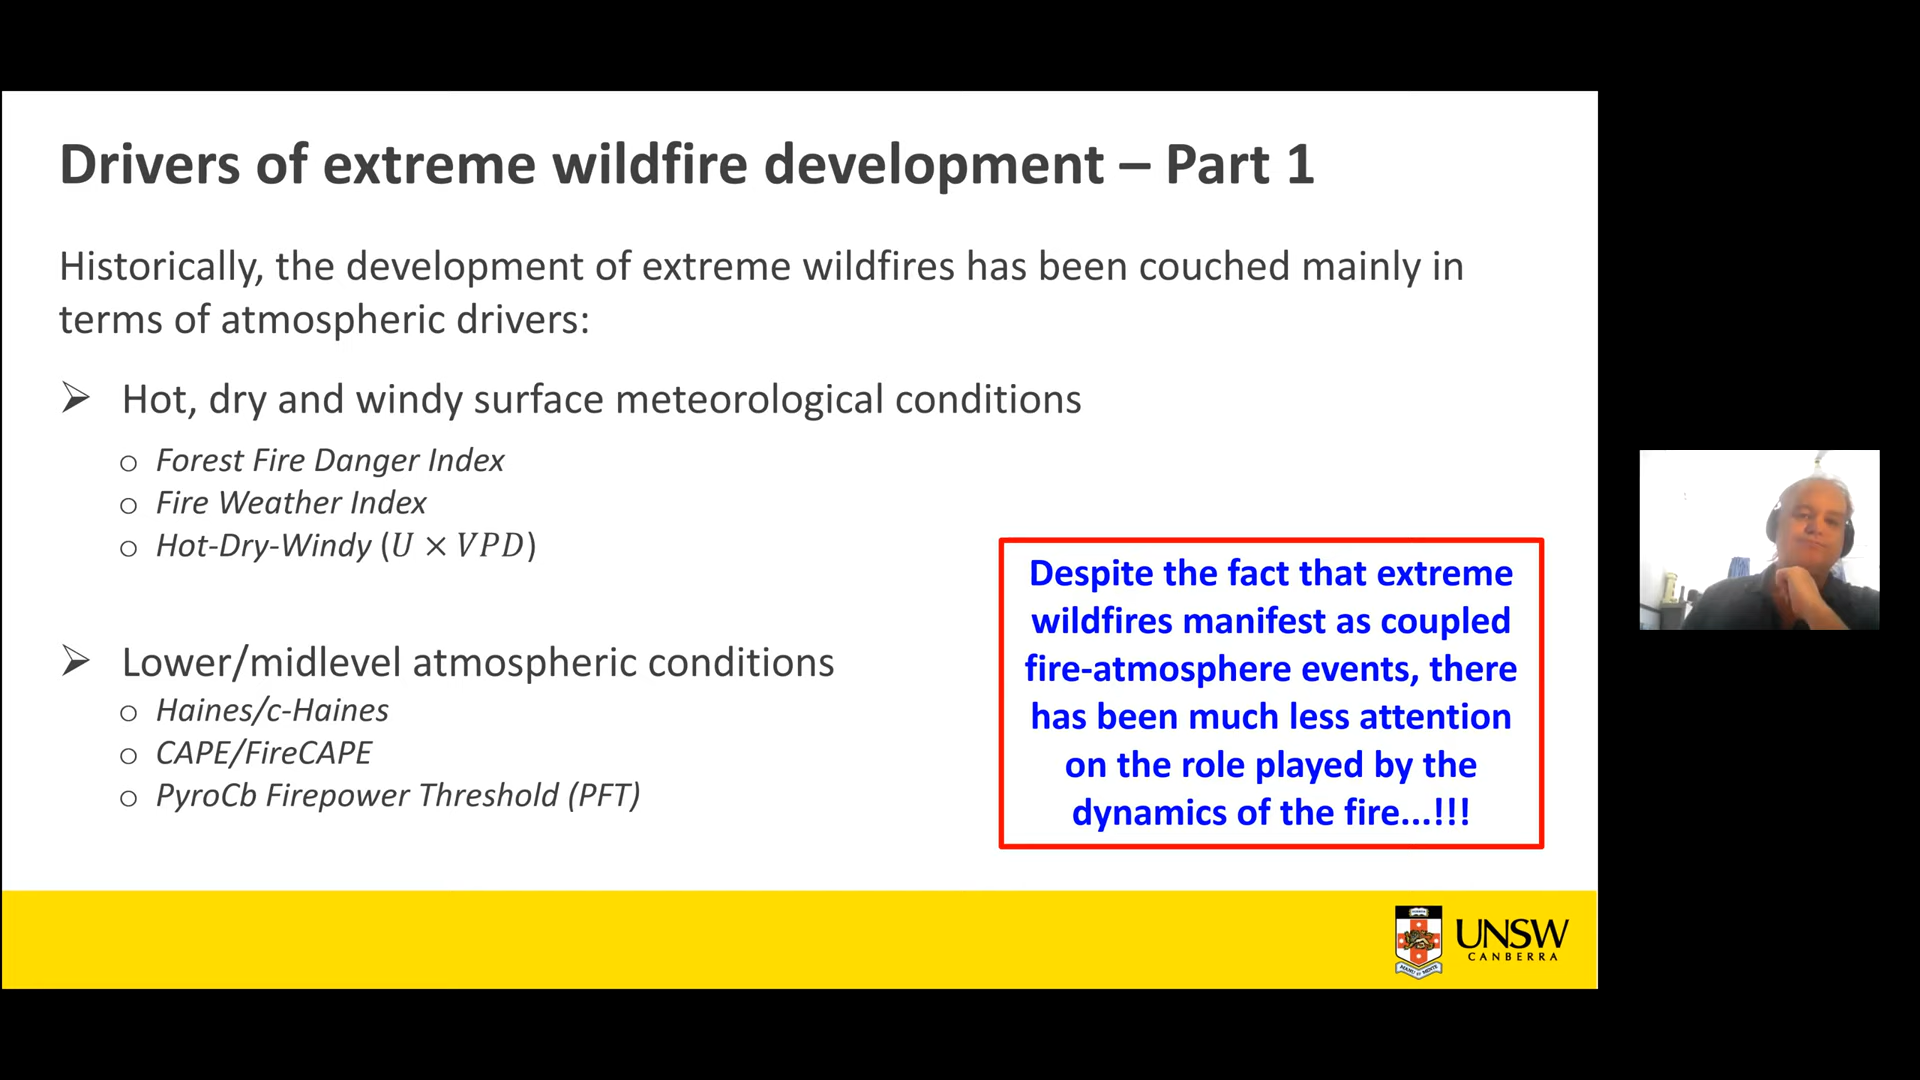 Drivers of extreme wildfire development – Part 1
Historically, the development of extreme wildfires has been couched mainly in
terms of atmospheric drivers:
➢ Hot, dry and windy surface meteorological conditions
o Forest Fire Danger Index
o Fire Weather Index
o Hot-Dry-Windy (U × VPD)
➢ Lower/midlevel atmospheric conditions
o Haines/c-Haines
o CAPE/FireCAPE
o PyroCb Firepower Threshold (PFT)
Despite the fact that extreme
wildfires manifest as coupled
fire-atmosphere events, there
has been much less attention
on the role played by the
dynamics of the fire...!!!
UNSW
CANBERRA